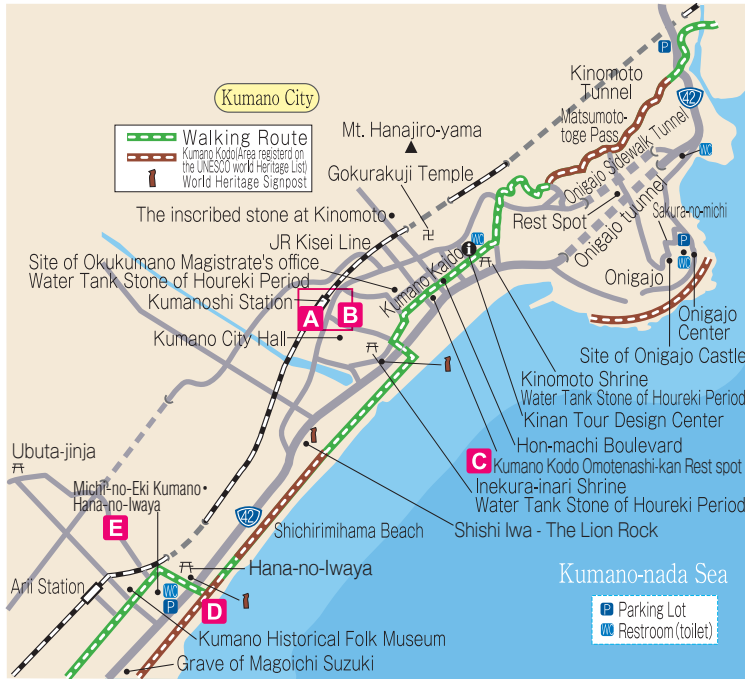 Kumano City
Walking Route
Kumano Kodo(Area registerd on
the UNESCO world Heritage List)
World Heritage Signpost
P
Kinomoto
Tunnel
42
Matsumoto-
toge Pass
Onigajo Sidewalk Tunnel
WC
Mt. Hanajiro-yama
Gokurakuji Temple
The inscribed stone at Kinomoto
JR Kisei Line
Rest Spot
Onigajo tuunnel
Sakura-no-michi
P
WC
Onigajo
Onigajo
Center
Site of Onigajo Castle
WC
i
Kumano Kaido
Site of Okukumano Magistrate's office
Water Tank Stone of Houreki Period
Kumanoshi Station
A
B
Kumano City Hall
Kinomoto Shrine
Water Tank Stone of Houreki Period
Kinan Tour Design Center
Hon-machi Boulevard
C
Kumano Kodo Omotenashi-kan Rest spot
Inekura-inari Shrine
Water Tank Stone of Houreki Period
Shishi Iwa - The Lion Rock
Ubuta-jinja
Michi-no-Eki Kumano・
Hana-no-Iwaya
E
42
Shichirimihama Beach
Hana-no-Iwaya
Arii Station
WC
P
D
Kumano Historical Folk Museum
Grave of Magoichi Suzuki
Kumano-nada Sea
P Parking Lot
WC Restroom(toilet)